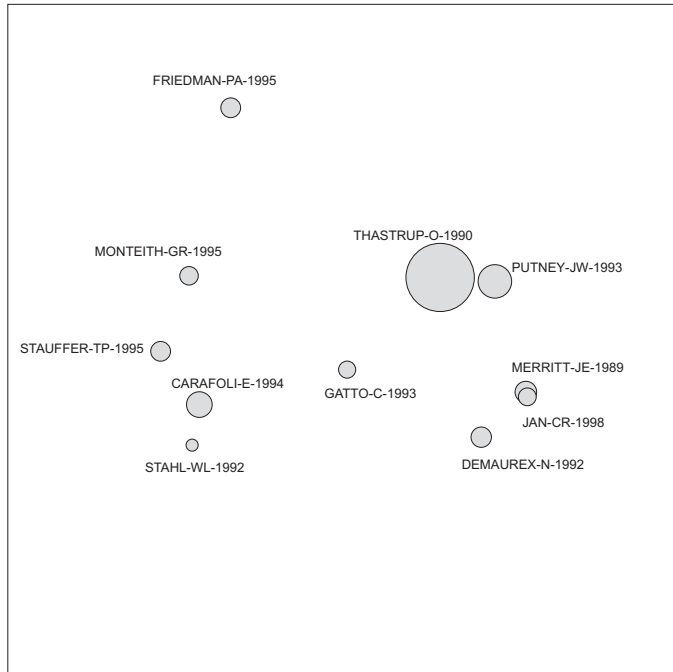 FRIEDMAN-PA-1995
THASTRUP-O-1990
MONTEITH-GR-1995
PUTNEY-JW-1993
STAUFFER-TP-1995
MERRITT-JE-1989
CARAFOLI-E-1994
GATTO-C-1993
JAN-CR-1998
STAHL-WL-1992
DEMAUREX-N-1992